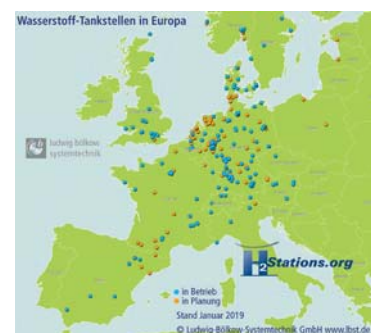 Wasserstoff-Tankstellen in Europa
ludwig bölkow
systemtechnik
H2Stations.org
in Betrieb
in Planung
Stand Januar 2019
© Ludwig-Bölkow-Systemtechnik GmbH www.lbst.de